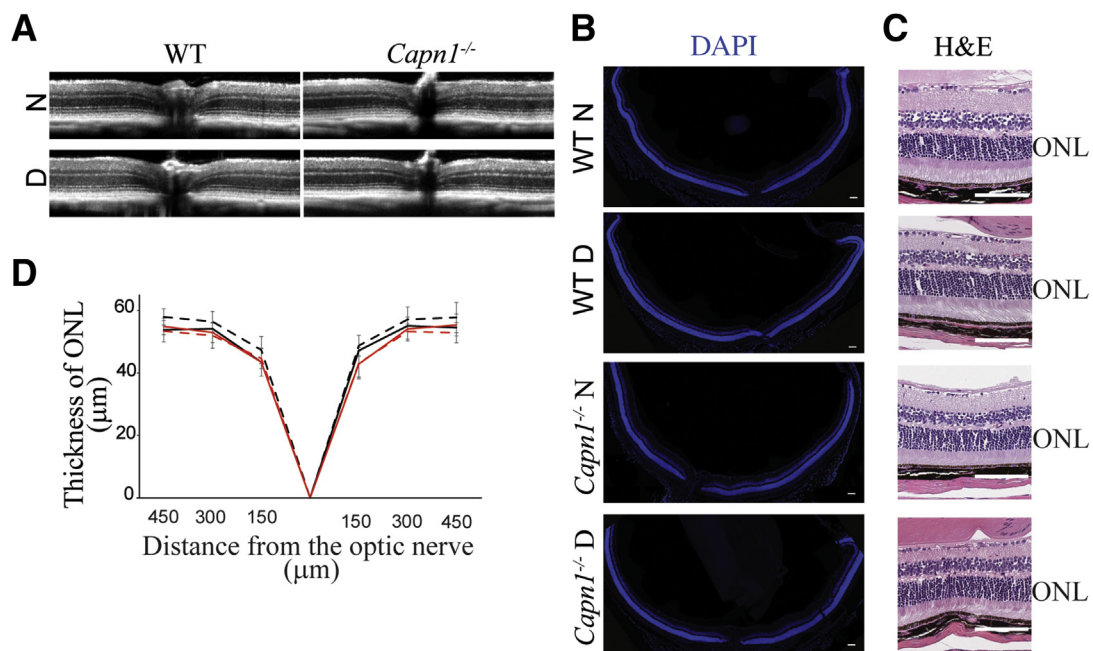 A
WT
Capn1-/-
N
D
B
DAPI
WT N
WT D
Capn1-/- N
Capn1-/- D
C
H&E
ONL
ONL
ONL
ONL
D
Thickness of ONL
(μm)
60
40
20
0
450 300 150 150 300 450
Distance from the optic nerve
(μm)